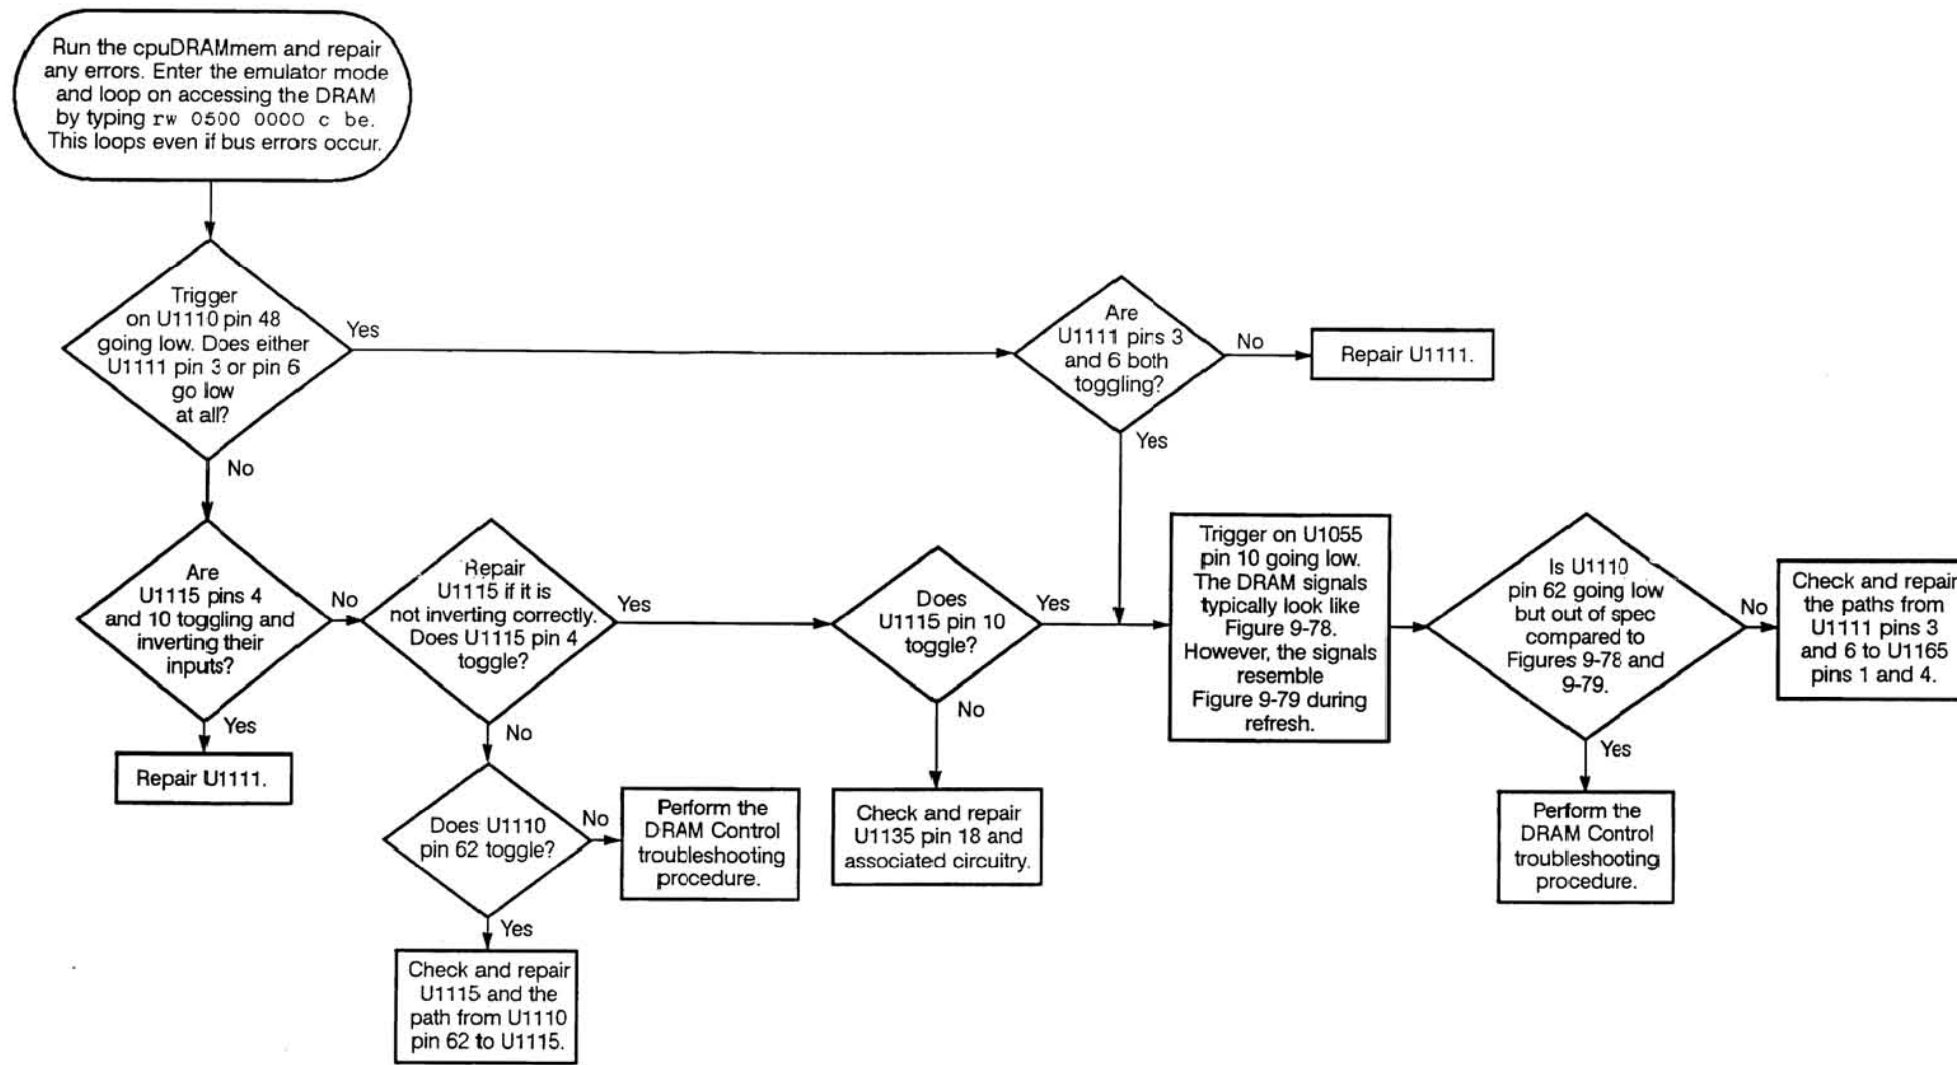 Run the cpuDRAMmem and repair
any errors. Enter the emulator mode
and loop on accessing the DRAM
by typing rw 0500 0000 c be.
This loops even if bus errors occur.
Trigger
on U1110 pin 48
going low. Does either
U1111 pin 3 or pin 6
go low
at all?
Yes
No
Are
U1111 pins 3
and 6 both
toggling?
No
Repair U1111.
Yes
Are
U1115 pins 4
and 10 toggling and
inverting their
inputs?
No
Yes
Repair U1111.
Repair
U1115 if it is
not inverting correctly.
Does U1115 pin 4
toggle?
Yes
No
Does U1110
pin 62 toggle?
No
Perform the
DRAM Control
troubleshooting
procedure.
Yes
Check and repair
U1115 and the
path from U1110
pin 62 to U1115.
Does
U1115 pin 10
toggle?
Yes
No
Check and repair
U1135 pin 18 and
associated circuitry.
Trigger on U1055
pin 10 going low.
The DRAM signals
typically look like
Figure 9-78.
However, the signals
resemble
Figure 9-79 during
refresh.
Is U1110
pin 62 going low
but out of spec
compared to
Figures 9-78 and
9-79.
No
Check and repair
the paths from
U1111 pins 3
and 6 to U1165
pins 1 and 4.
Yes
Perform the
DRAM Control
troubleshooting
procedure.